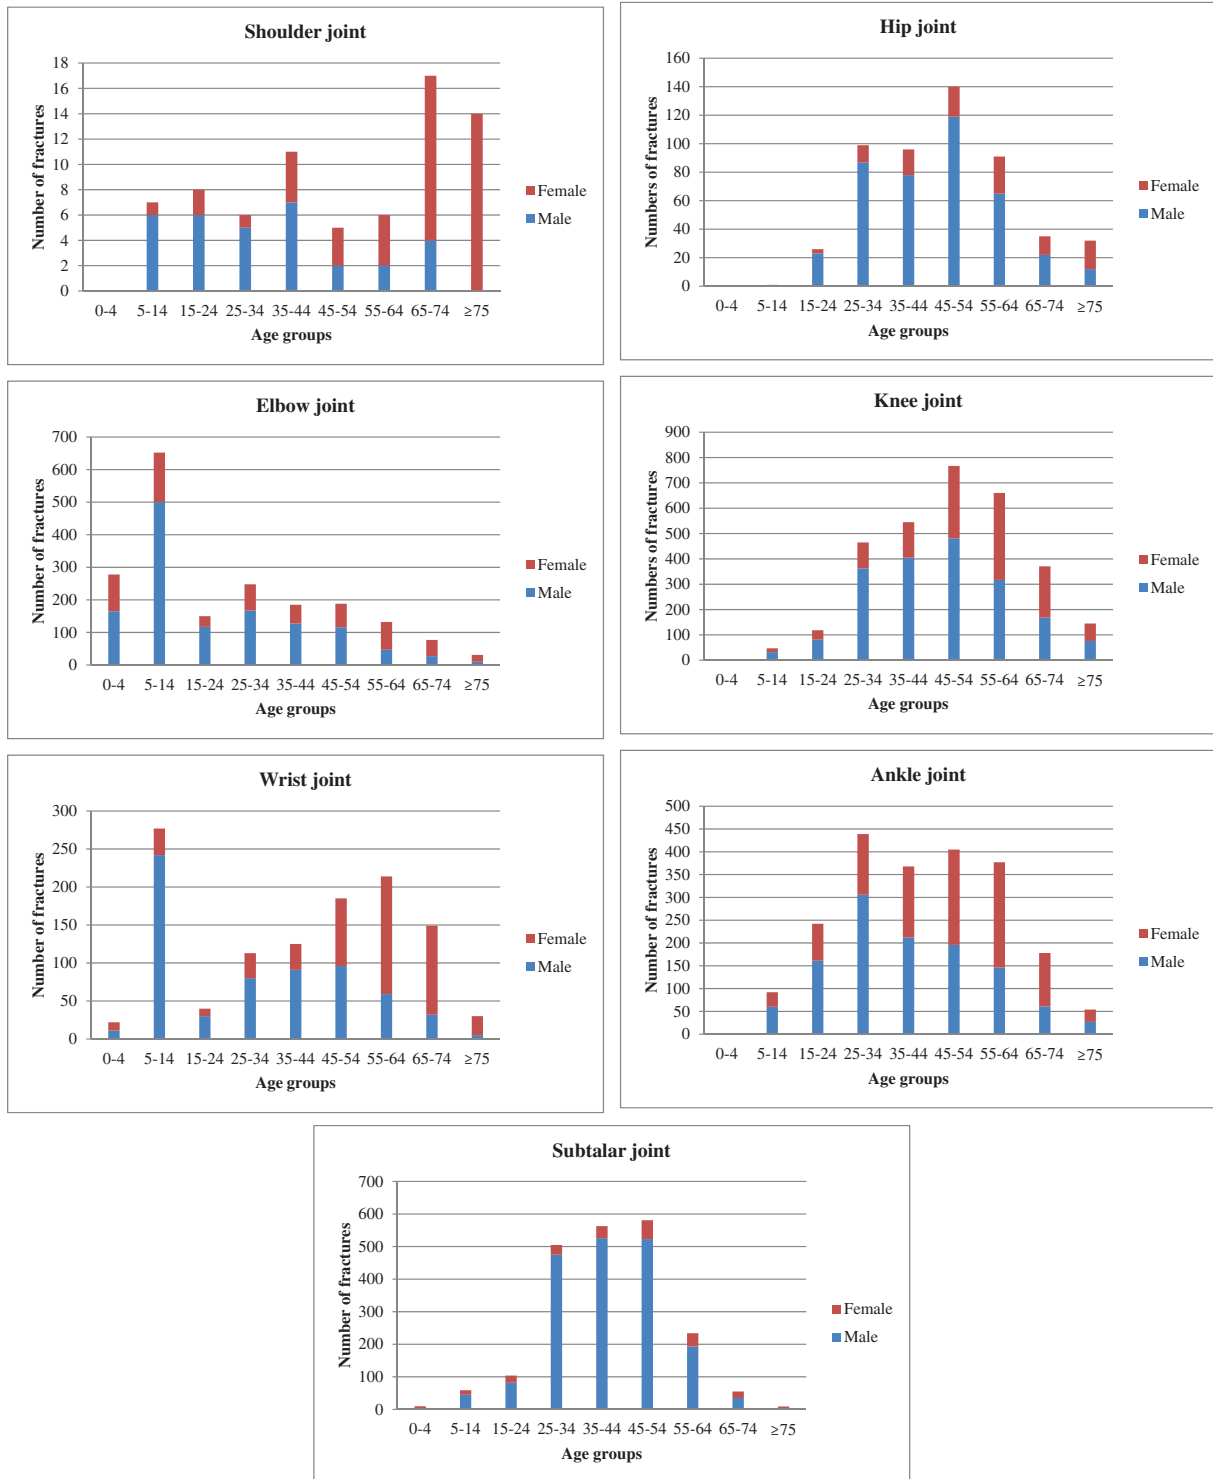 Shoulder joint
Number of fractures
18
16
14
12
10
8
6
4
2
0
0-4 5-14 15-24 25-34 35-44 45-54 55-64 65-74 ≥75
Age groups
Female
Male
Hip joint
Numbers of fractures
160
140
120
100
80
60
40
20
0
0-4 5-14 15-24 25-34 35-44 45-54 55-64 65-74 ≥75
Age groups
Female
Male
Elbow joint
Number of fractures
700
600
500
400
300
200
100
0
0-4 5-14 15-24 25-34 35-44 45-54 55-64 65-74 ≥75
Age groups
Female
Male
Knee joint
Numbers of fractures
900
800
700
600
500
400
300
200
100
0
0-4 5-14 15-24 25-34 35-44 45-54 55-64 65-74 ≥75
Age groups
Female
Male
Wrist joint
Number of fractures
300
250
200
150
100
50
0
0-4 5-14 15-24 25-34 35-44 45-54 55-64 65-74 ≥75
Age groups
Female
Male
Ankle joint
Number of fractures
500
450
400
350
300
250
200
150
100
50
0
0-4 5-14 15-24 25-34 35-44 45-54 55-64 65-74 ≥75
Age groups
Female
Male
Subtalar joint
Number of fractures
700
600
500
400
300
200
100
0
0-4 5-14 15-24 25-34 35-44 45-54 55-64 65-74 ≥75
Age groups
Female
Male